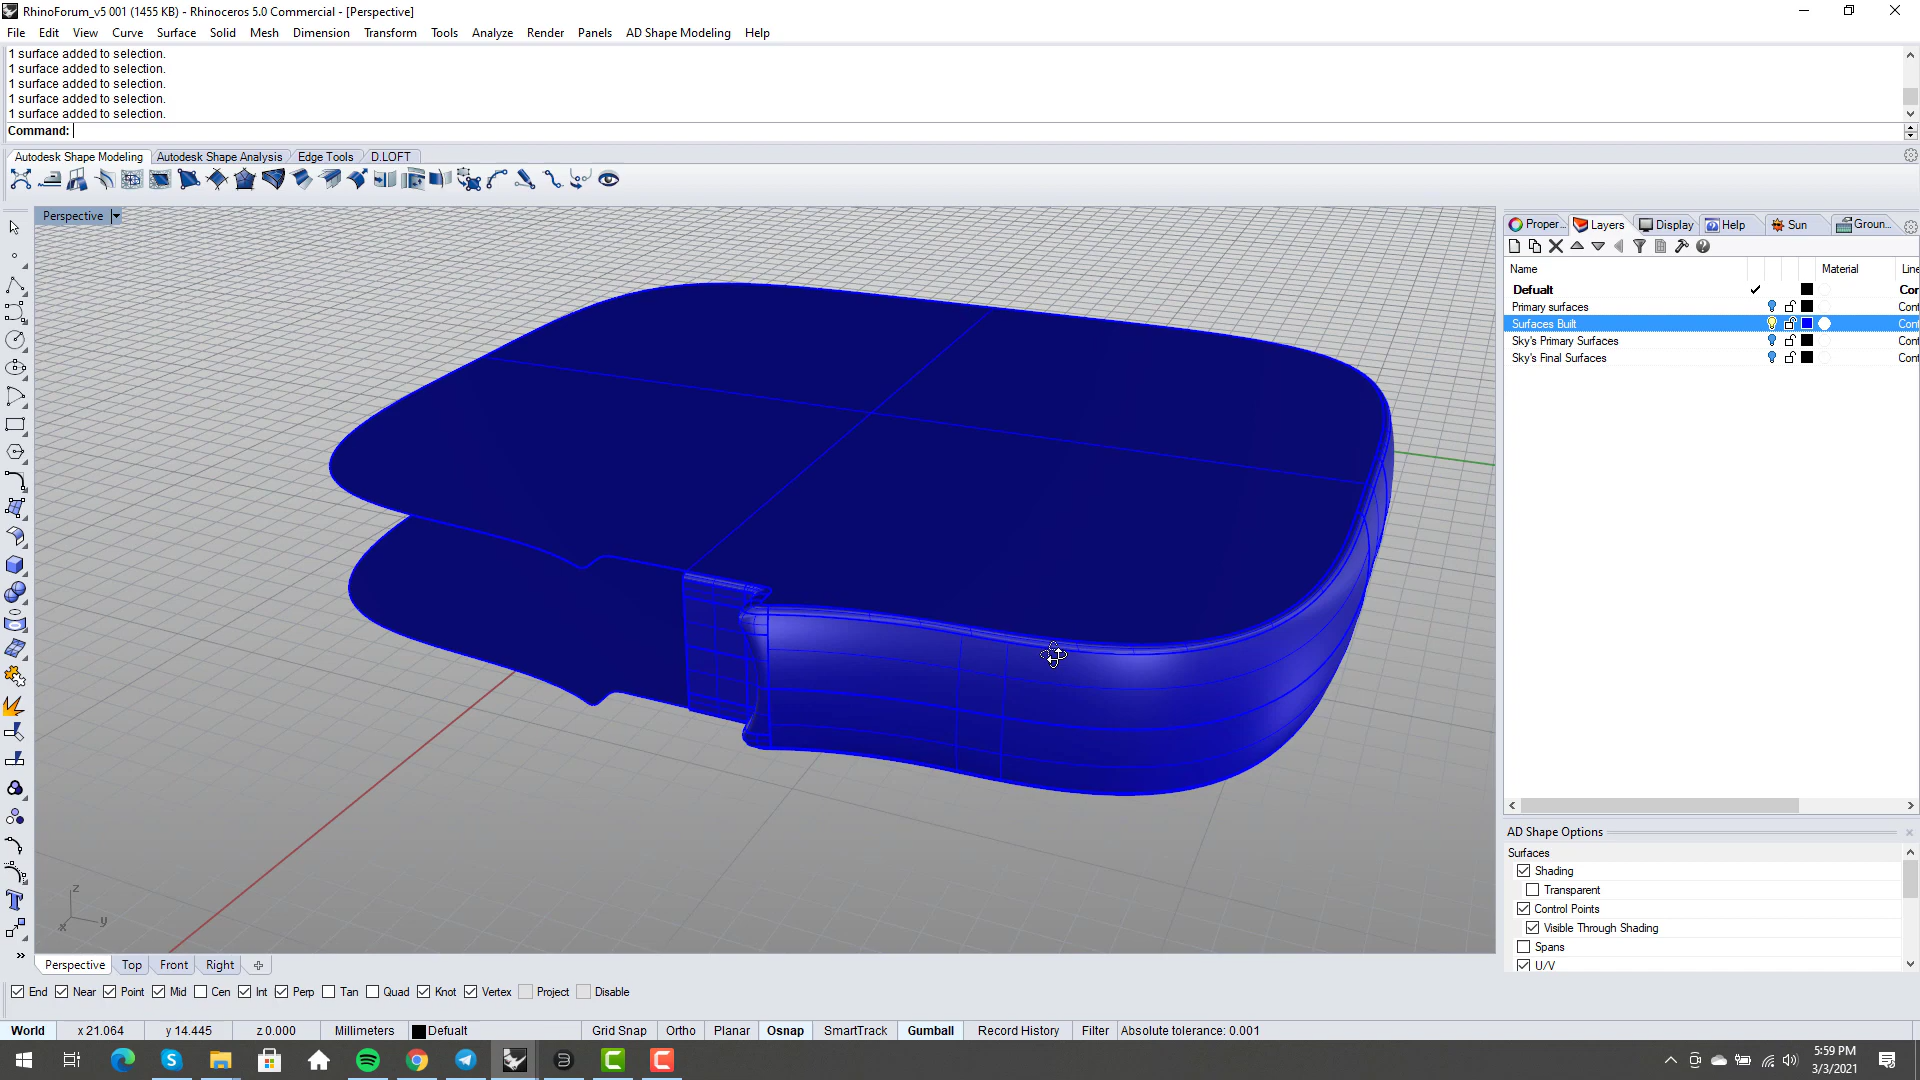 RhinoForum_v5 001 (1455 KB) - Rhinoceros 5.0 Commercial - [Perspective]
File Edit View Curve Surface Solid Mesh Dimension Transform Tools Analyze Render Panels AD Shape Modeling Help
1 surface added to selection.
1 surface added to selection.
1 surface added to selection.
1 surface added to selection.
1 surface added to selection.
Command:
Autodesk Shape Modeling Autodesk Shape Analysis Edge Tools D.LOFT
Perspective
Proper... Layers Display Help Sun Groun...
Name Material Line
Defualt Cor
Primary surfaces Cont
Surfaces Built Cont
Sky's Primary Surfaces Cont
Sky's Final Surfaces Cont
AD Shape Options
Surfaces
Shading
Transparent
Control Points
Visible Through Shading
Spans
U/V
z
x y
Perspective Top Front Right
End Near Point Mid Cen Int Perp Tan Quad Knot Vertex Project Disable
World x 21.064 y 14.445 z 0.000 Millimeters Defualt Grid Snap Ortho Planar Osnap SmartTrack Gumball Record History Filter Absolute tolerance: 0.001
5:59 PM
3/3/2021